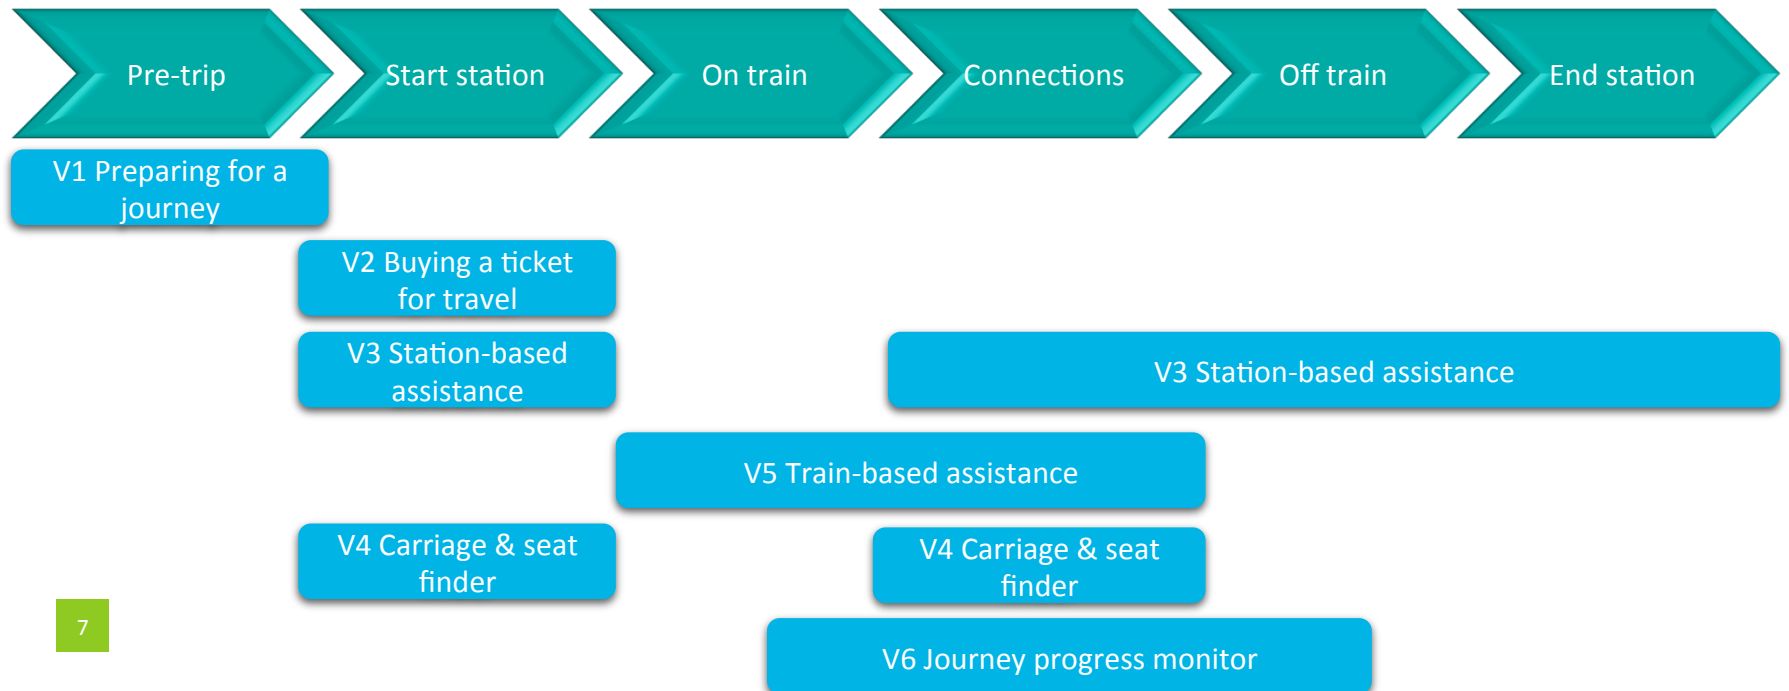 Pre-trip
Start station
On train
Connections
Off train
End station
V1 Preparing for a
journey
V2 Buying a ticket
for travel
V3 Station-based
assistance
V3 Station-based assistance
V5 Train-based assistance
V4 Carriage & seat
finder
V4 Carriage & seat
finder
7
V6 Journey progress monitor